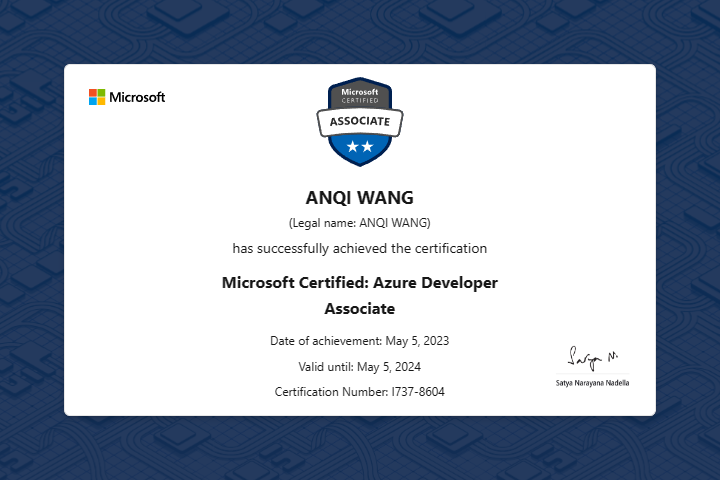 Microsoft
Microsoft
CERTIFIED
ASSOCIATE
ANQI WANG
(Legal name: ANQI WANG)
has successfully achieved the certification
Microsoft Certified: Azure Developer
Associate
Date of achievement: May 5, 2023
Valid until: May 5, 2024
Certification Number: I737-8604
Satya N.
Satya Narayana Nadella